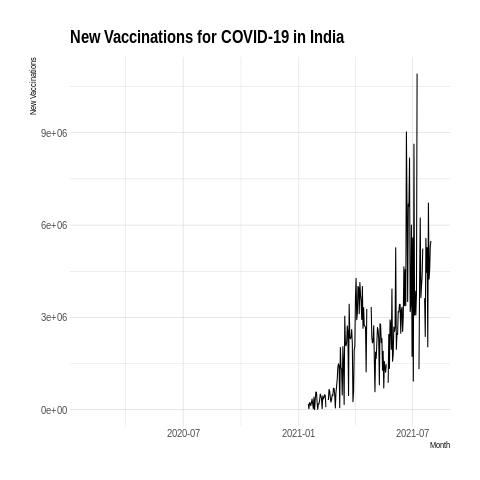 New Vaccinations for COVID-19 in India
New Vaccinations
9e+06
6e+06
3e+06
0e+00
2020-07
2021-01
2021-07
Month